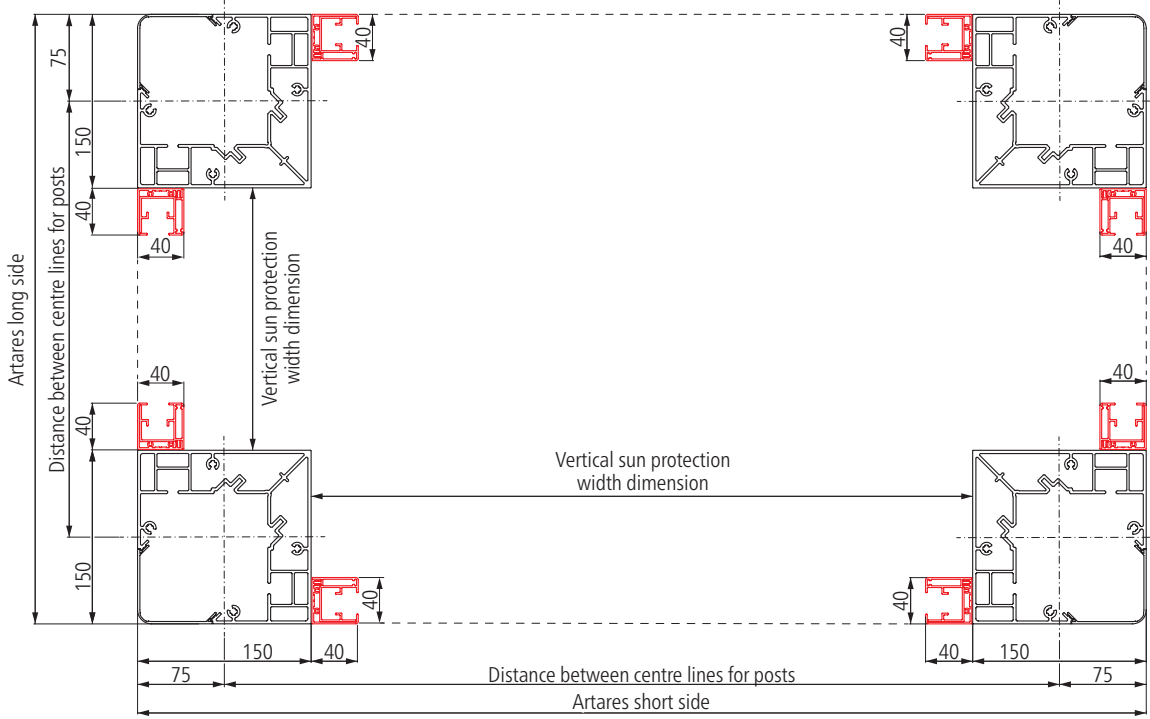 40
40
75
150
40
40
40
Artares long side
Distance between centre lines for posts
Vertical sun protection
width dimension
40
40
40
150
Vertical sun protection
width dimension
40
40
150
40
40
150
75
Distance between centre lines for posts
75
Artares short side